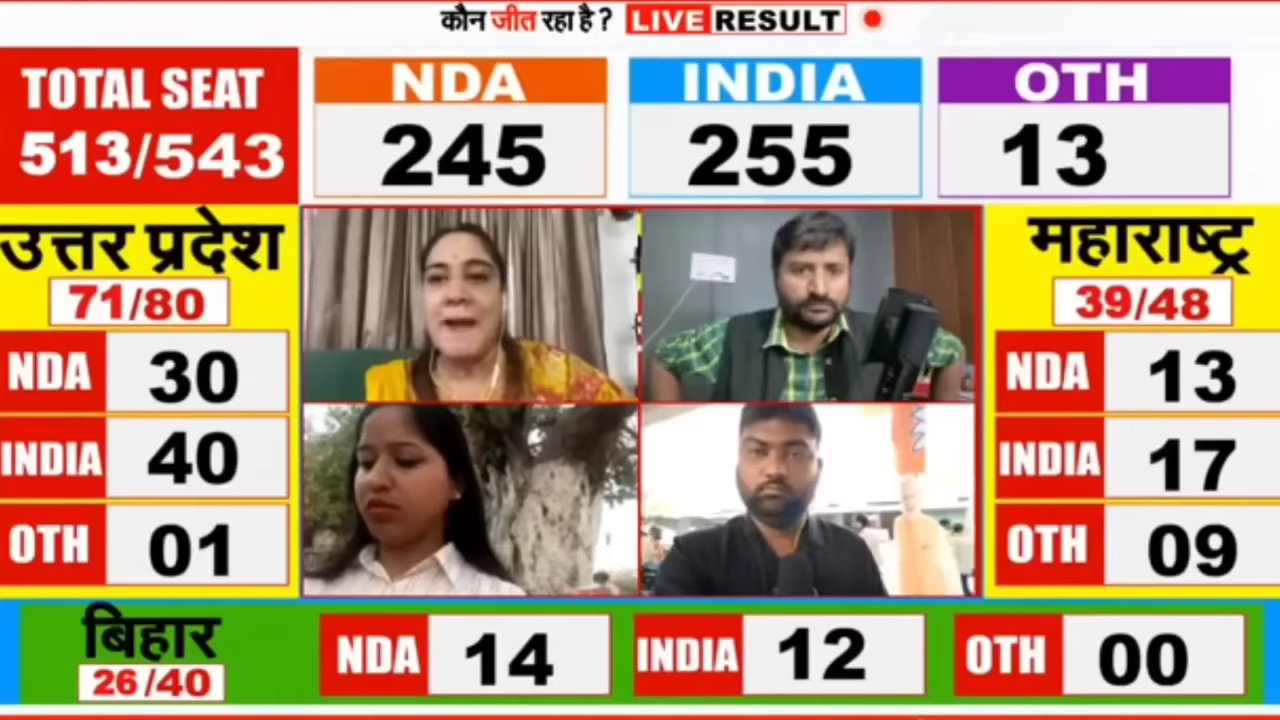 कौन जीत रहा है ? LIVE RESULT
TOTAL SEAT
513/543
NDA
245
INDIA
255
OTH
13
उत्तर प्रदेश
71/80
NDA 30
INDIA 40
OTH 01
महाराष्ट्र
39/48
NDA 13
INDIA 17
OTH 09
बिहार
26/40
NDA 14
INDIA 12
OTH 00